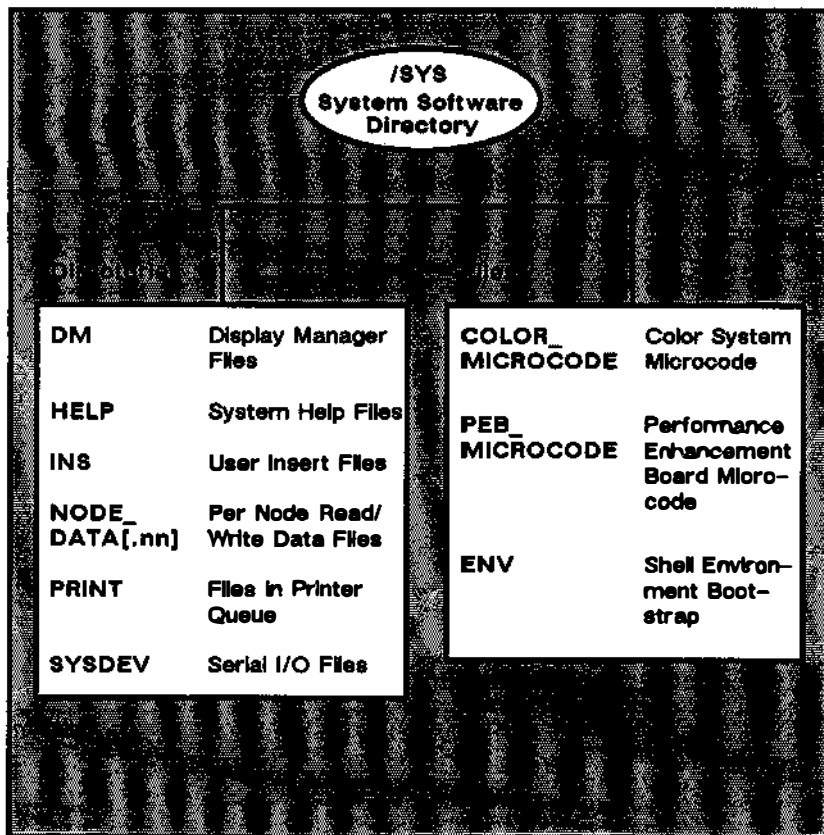 /SYS
System Software
Directory
DM Display Manager
Files
HELP System Help Files
INS User Insert Files
NODE_ Per Node Read/
DATA[.nn] Write Data Files
PRINT Files in Printer
Queue
SYSDEV Serial I/O Files
COLOR_ Color System
MICROCODE Microcode
PEB_ Performance
MICROCODE Enhancement
Board Micro-
code
ENV Shell Environ-
ment Boot-
strap